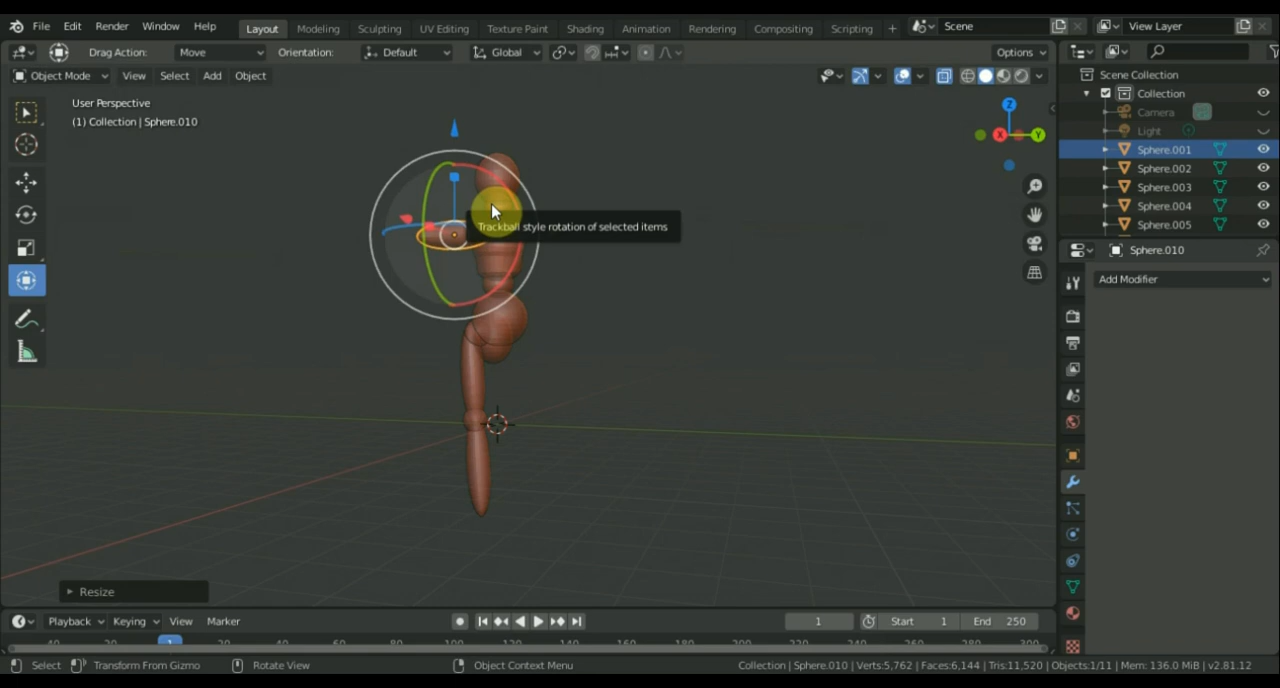 File Edit Render Window Help Layout Modeling Sculpting UV Editing Texture Paint Shading Animation Rendering Compositing Scripting + Scene View Layer
Drag Action: Move Orientation: Default Global Options
Object Mode View Select Add Object
User Perspective
(1) Collection | Sphere.010
Z
X
Y
Trackball style rotation of selected items
Resize
Scene Collection
Collection
Camera
Light
Sphere.001
Sphere.002
Sphere.003
Sphere.004
Sphere.005
Sphere.010
Add Modifier
Playback Keying View Marker 1 Start 1 End 250
1
Select Transform From Gizmo Rotate View Object Context Menu Collection | Sphere.010 | Verts:5,762 | Faces:6,144 | Tris:11,520 | Objects:1/11 | Mem: 136.0 MiB | v2.81.12